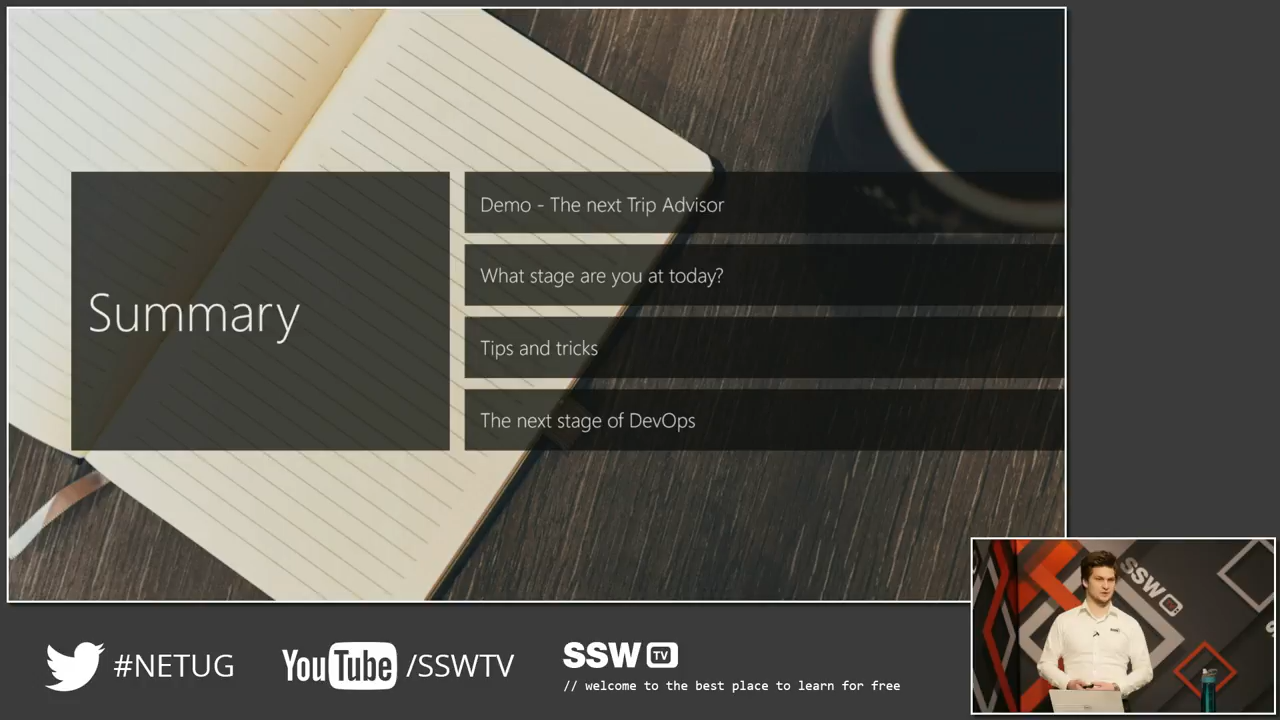 Summary
Demo - The next Trip Advisor
What stage are you at today?
Tips and tricks
The next stage of DevOps
#NETUG
YouTube /SSWTV
SSW TV
// welcome to the best place to learn for free
SSW